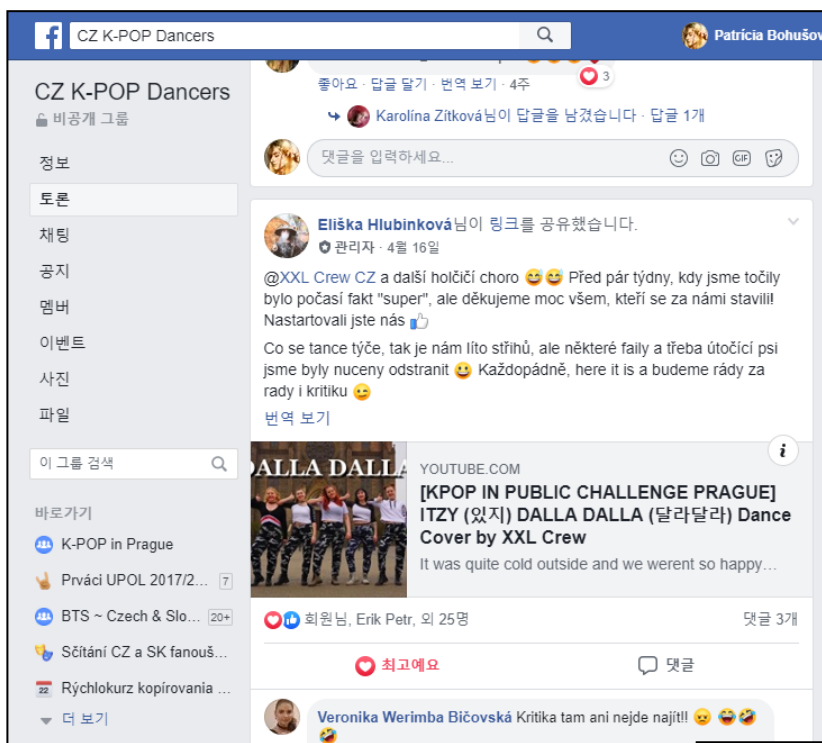 CZ K-POP Dancers
Patrícia Bohušov
CZ K-POP Dancers
비공개 그룹
정보
토론
채팅
공지
멤버
이벤트
사진
파일
이 그룹 검색
바로가기
K-POP in Prague
Prváci UPOL 2017/2... 7
BTS ~ Czech & Slo... 20+
Sčítání CZ a SK fanouš...
22 Rýchlokurz kopírovania ...
더 보기
좋아요 · 답글 달기 · 번역 보기 · 4주
3
Karolína Zítková님이 답글을 남겼습니다 · 답글 1개
댓글을 입력하세요...
GIF
Eliška Hlubinková님이 링크를 공유했습니다.
관리자 · 4월 16일
@XXL Crew CZ a další holčičí choro 😅😅 Před pár týdny, kdy jsme točily
bylo počasí fakt "super", ale děkujeme moc všem, kteří se za námi stavili!
Nastartovali jste nás 👍
Co se tance týče, tak je nám líto střihů, ale některé faily a třeba útočící psi
jsme byly nuceny odstranit 😀 Každopádně, here it is a budeme rády za
rady i kritiku 😉
번역 보기
DALLA DALLA
YOUTUBE.COM
[KPOP IN PUBLIC CHALLENGE PRAGUE]
ITZY (있지) DALLA DALLA (달라달라) Dance
Cover by XXL Crew
It was quite cold outside and we werent so happy...
회원님, Erik Petr, 외 25명
댓글 3개
최고예요
댓글
Veronika Werimba Bičovská Kritika tam ani nejde najít!! 😠 😂🤣
🤣